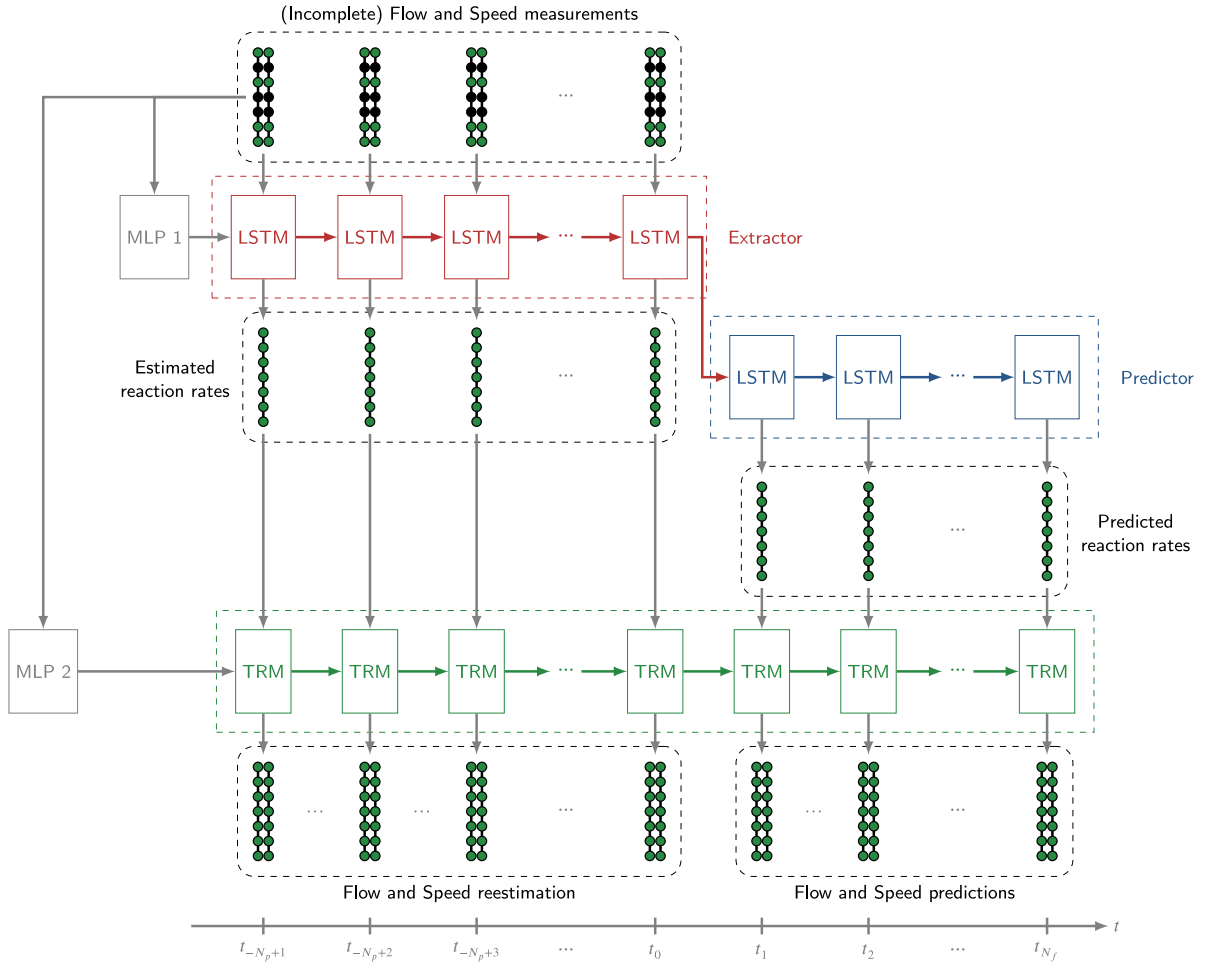 (Incomplete) Flow and Speed measurements
...
MLP 1
LSTM
LSTM
LSTM
...
LSTM
Extractor
Estimated
reaction rates
...
LSTM
LSTM
...
LSTM
Predictor
...
Predicted
reaction rates
MLP 2
TRM
TRM
TRM
...
TRM
TRM
TRM
...
TRM
...
...
...
...
...
Flow and Speed reestimation
Flow and Speed predictions
t
t_{-N_p+1}
t_{-N_p+2}
t_{-N_p+3}
...
t_0
t_1
t_2
...
t_{N_f}